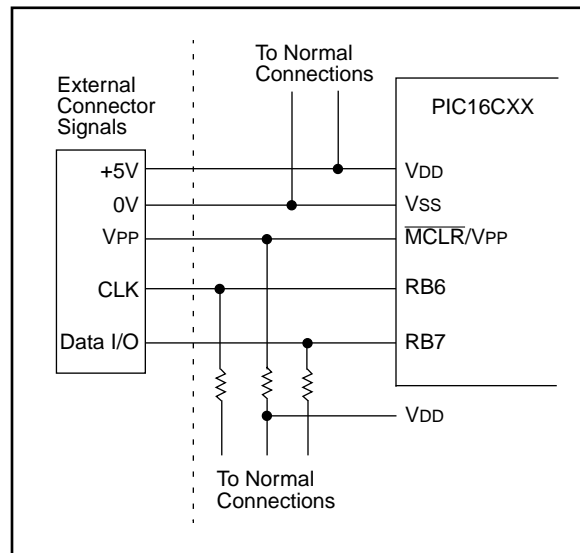 To Normal
Connections
External
Connector
Signals
PIC16CXX
+5V
VDD
0V
VSS
VPP
MCLR/VPP
CLK
RB6
Data I/O
RB7
VDD
To Normal
Connections